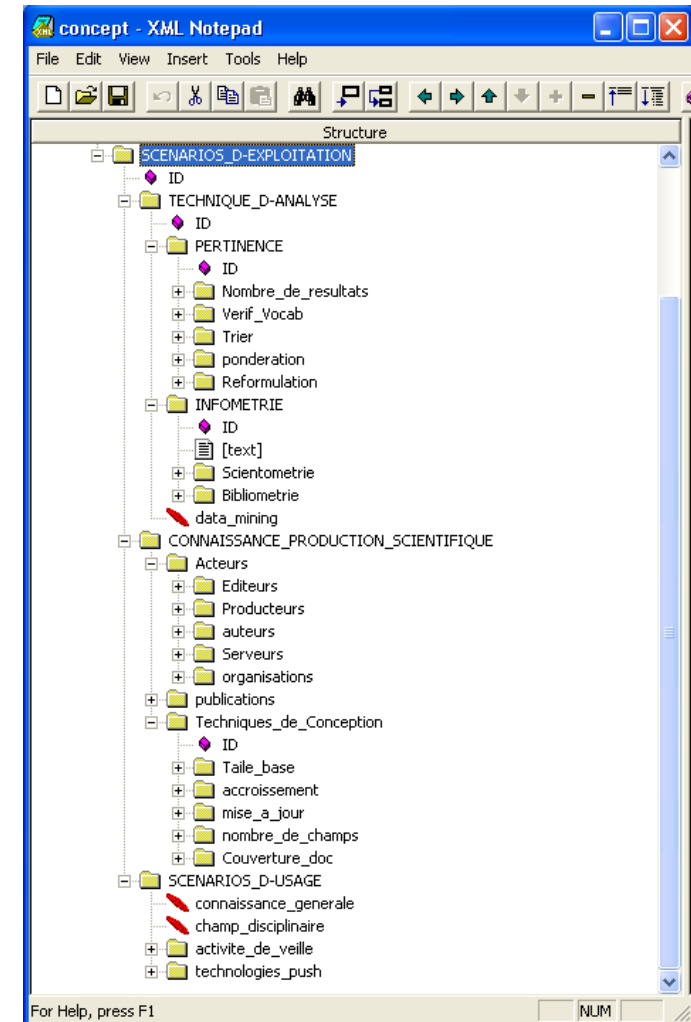 concept - XML Notepad
File Edit View Insert Tools Help
Structure
SCENARIOS_D-EXPLOITATION
ID
TECHNIQUE_D-ANALYSE
ID
PERTINENCE
ID
Nombre_de_resultats
Verif_Vocab
Trier
ponderation
Reformulation
INFOMETRIE
ID
[text]
Scientometrie
Bibliometrie
data_mining
CONNAISSANCE_PRODUCTION_SCIENTIFIQUE
Acteurs
Editeurs
Producteurs
auteurs
Serveurs
organisations
publications
Techniques_de_Conception
ID
Taile_base
accroissement
mise_a_jour
nombre_de_champs
Couverture_doc
SCENARIOS_D-USAGE
connaissance_generale
champ_disciplinaire
activite_de_veille
technologies_push
For Help, press F1 NUM